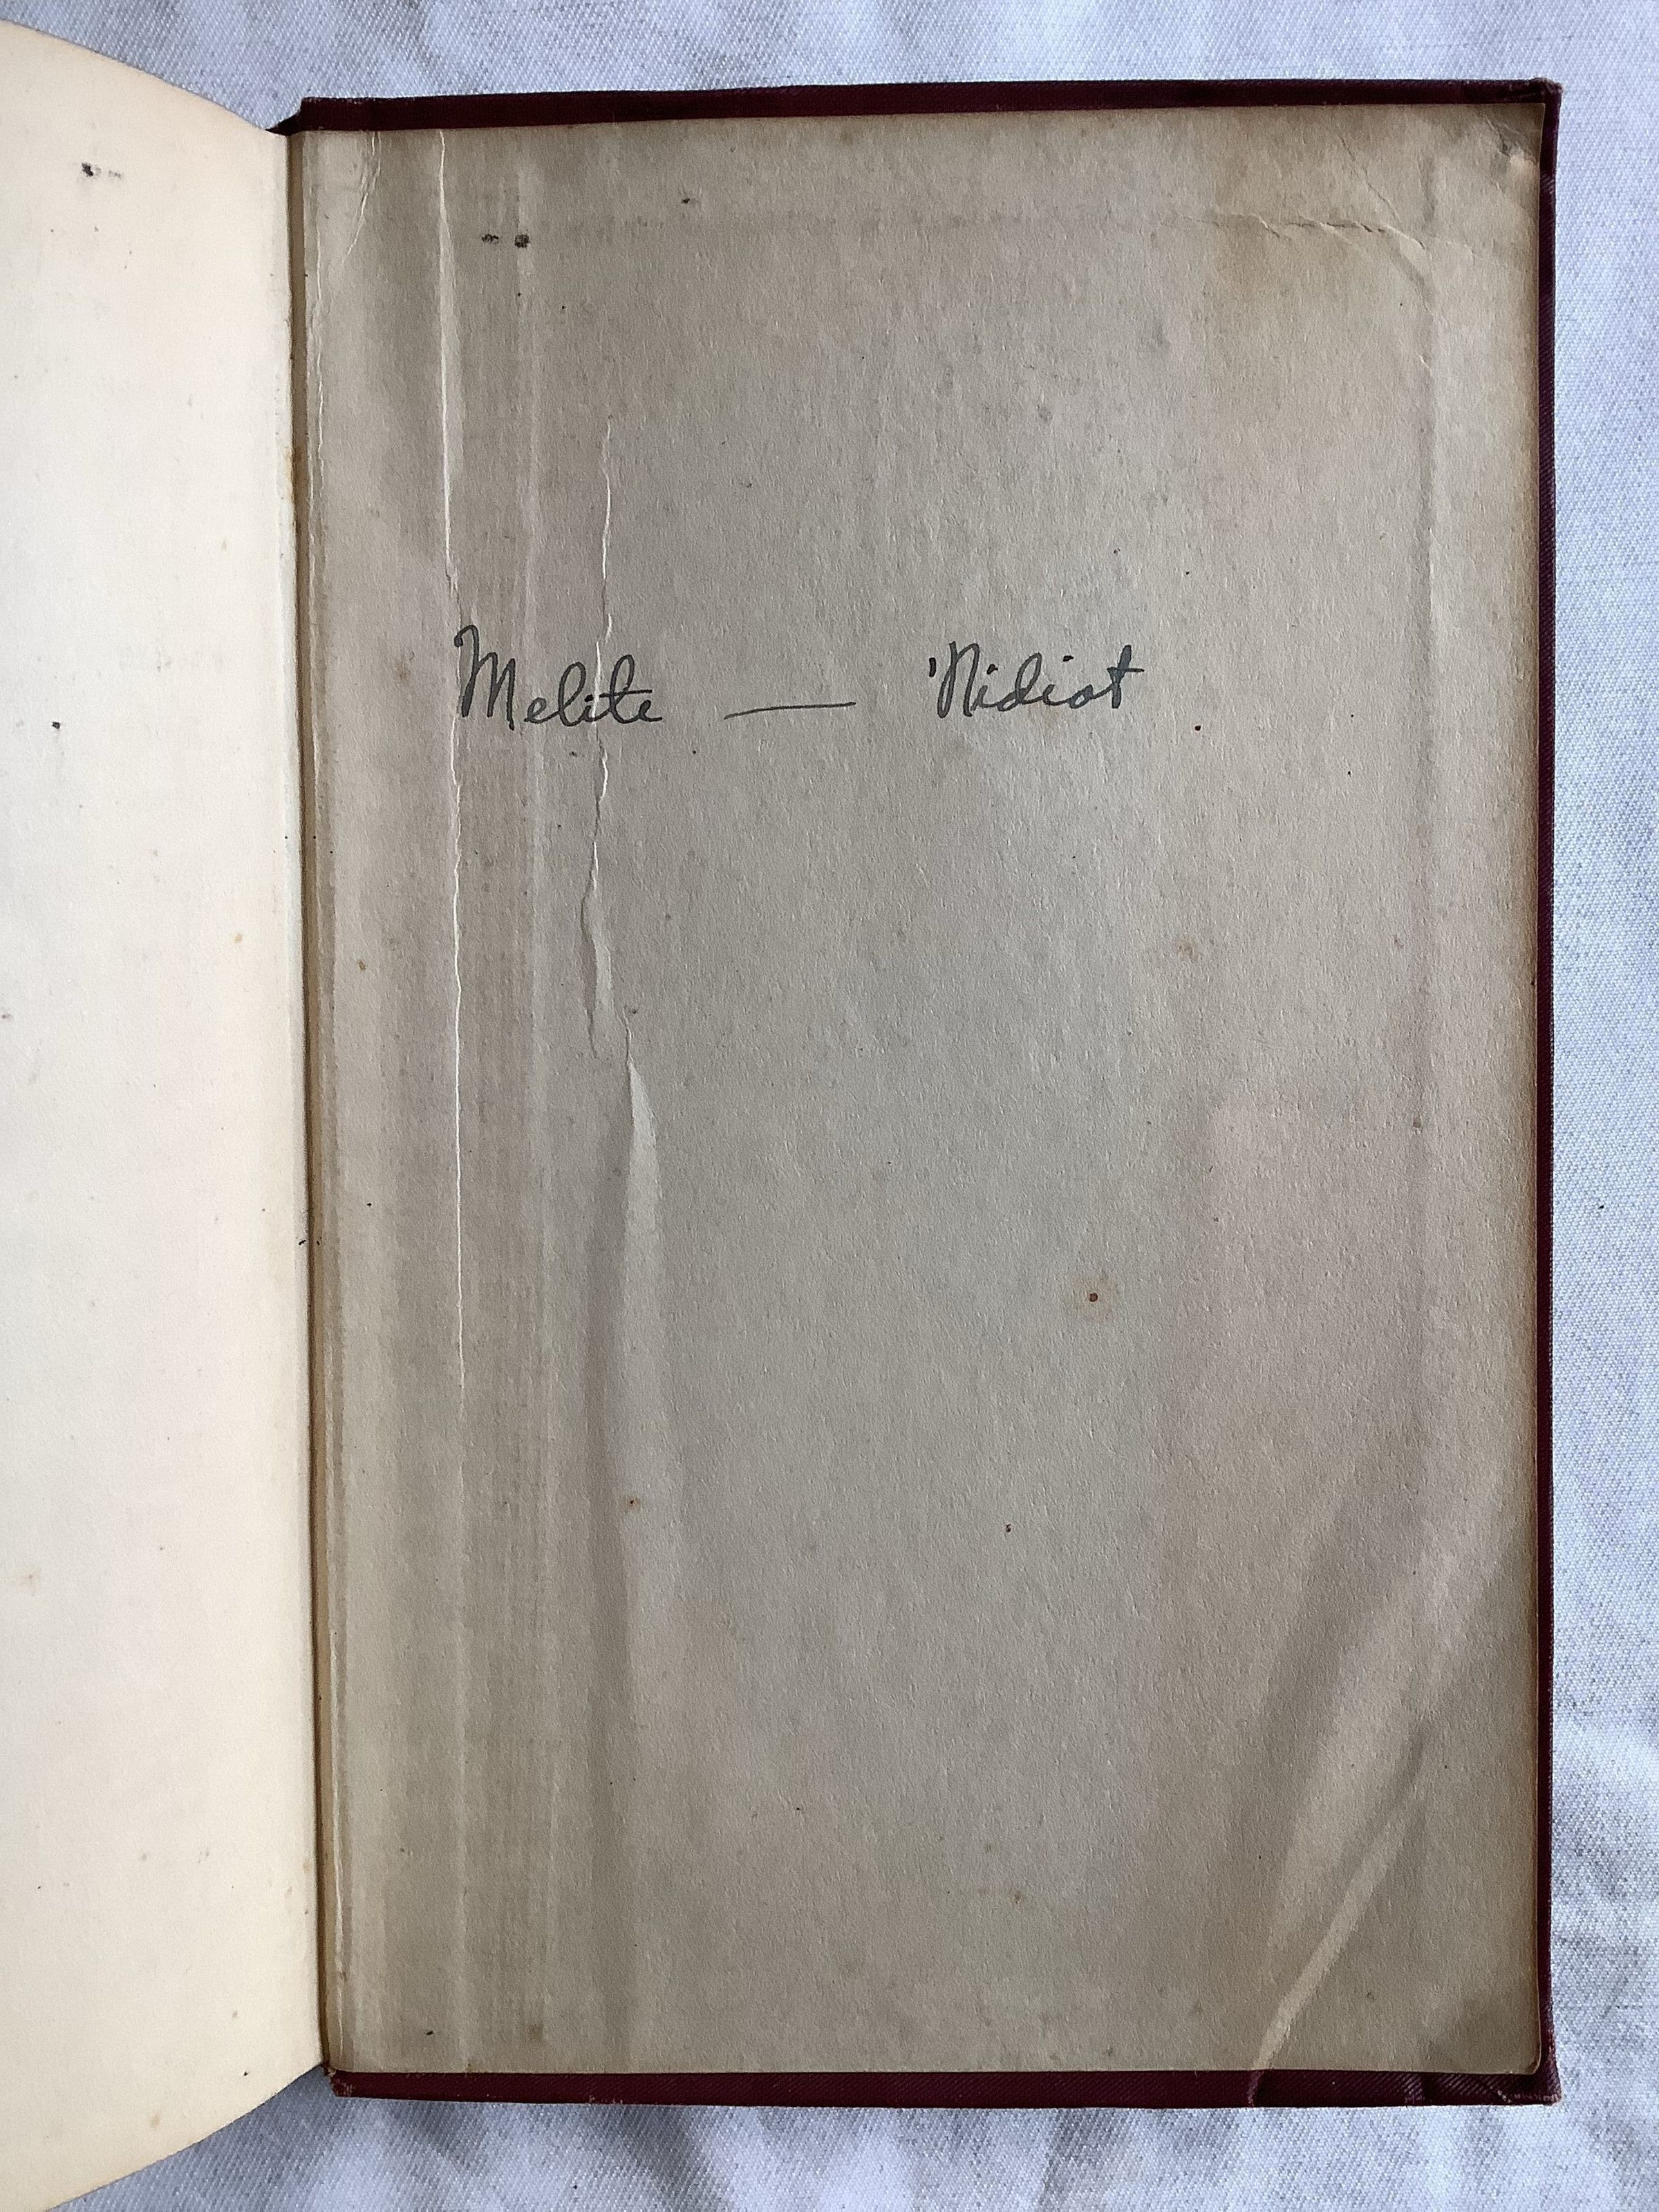 Melite — 'Nidiot